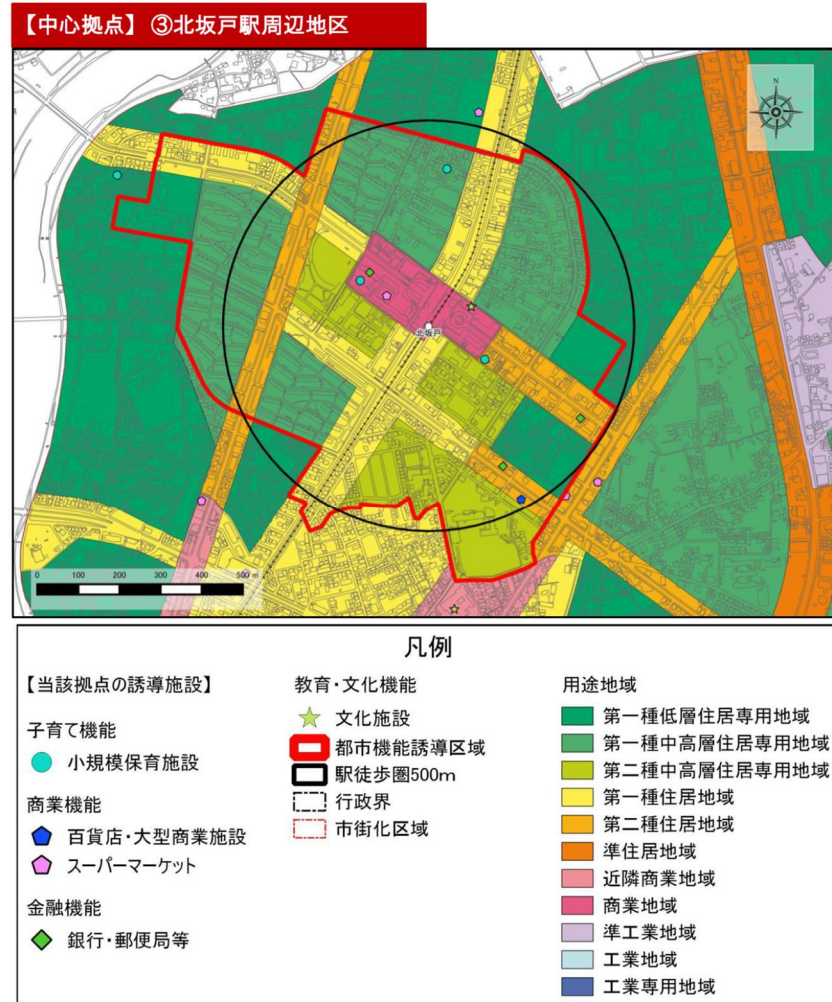 【中心拠点】 ③北坂戸駅周辺地区
N
北坂戸
0 100 200 300 400 500 m
凡例
【当該拠点の誘導施設】
子育て機能
小規模保育施設
商業機能
百貨店・大型商業施設
スーパーマーケット
金融機能
銀行・郵便局等
教育・文化機能
文化施設
都市機能誘導区域
駅徒歩圏500m
行政界
市街化区域
用途地域
第一種低層住居専用地域
第一種中高層住居専用地域
第二種中高層住居専用地域
第一種住居地域
第二種住居地域
準住居地域
近隣商業地域
商業地域
準工業地域
工業地域
工業専用地域